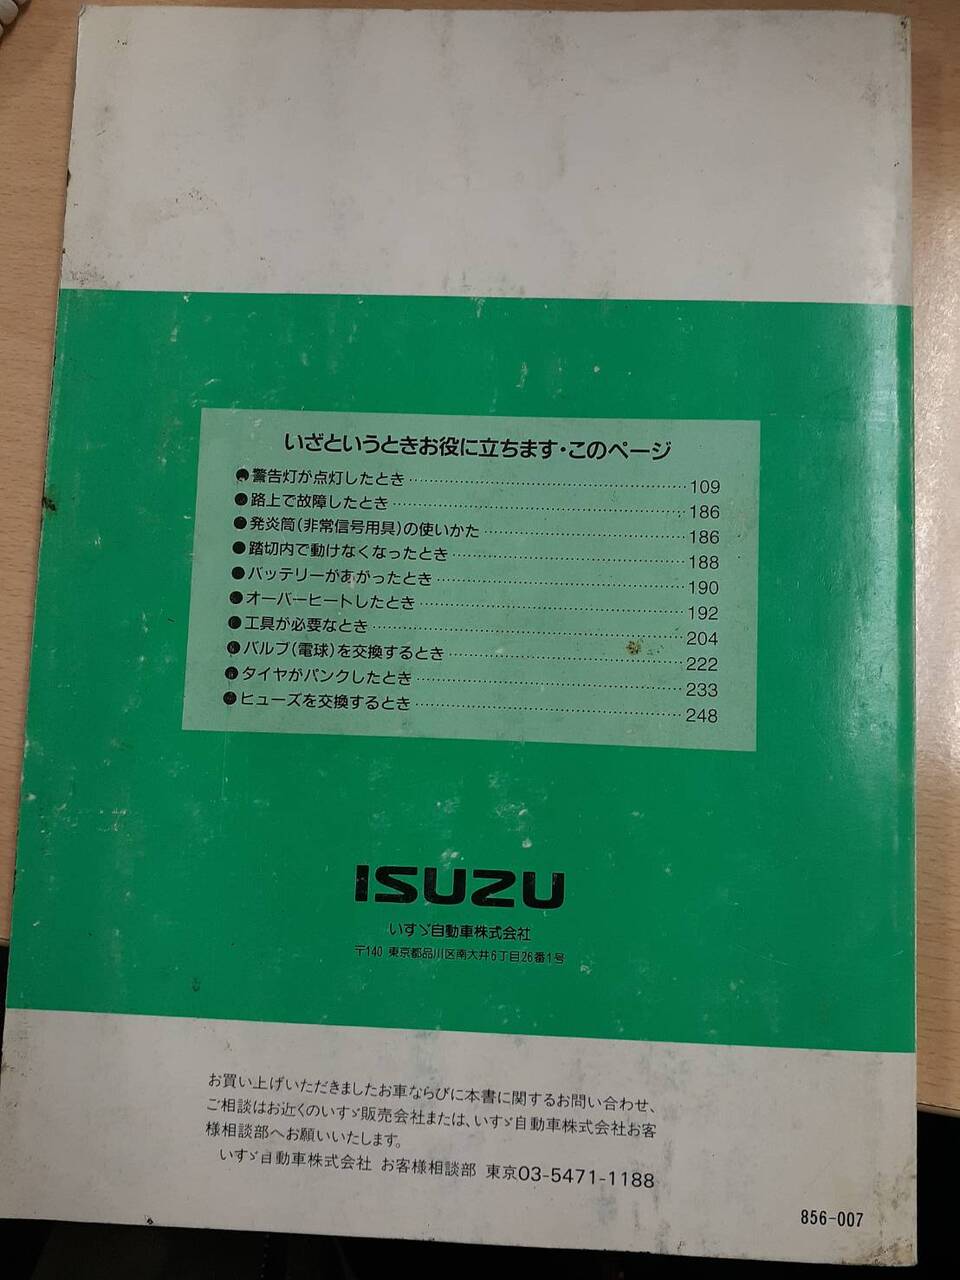 いざというときお役に立ちます・このページ
●警告灯が点灯したとき……………………………109
●路上で故障したとき………………………………186
●発炎筒(非常信号用具)の使いかた………………186
●踏切内で動けなくなったとき……………………188
●バッテリーがあがったとき………………………190
●オーバーヒートしたとき…………………………192
●工具が必要なとき…………………………………204
●バルブ(電球)を交換するとき……………………222
●タイヤがパンクしたとき…………………………233
●ヒューズを交換するとき…………………………248
ISUZU
いすゞ自動車株式会社
〒140 東京都品川区南大井6丁目26番1号
お買い上げいただきましたお車ならびに本書に関するお問い合わせ、
ご相談はお近くのいすゞ販売会社または、いすゞ自動車株式会社お客
様相談部へお願いいたします。
いすゞ自動車株式会社 お客様相談部 東京03-5471-1188
856-007